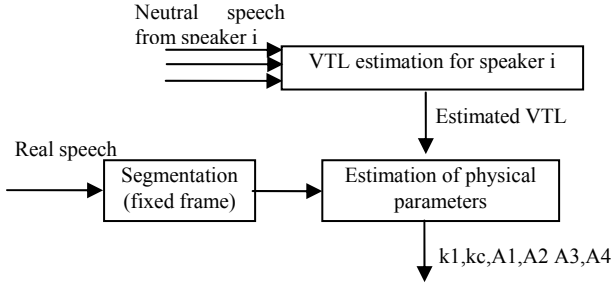 Neutral speech
from speaker i
VTL estimation for speaker i
Estimated VTL
Real speech
Segmentation
(fixed frame)
Estimation of physical
parameters
k1,kc,A1,A2 A3,A4